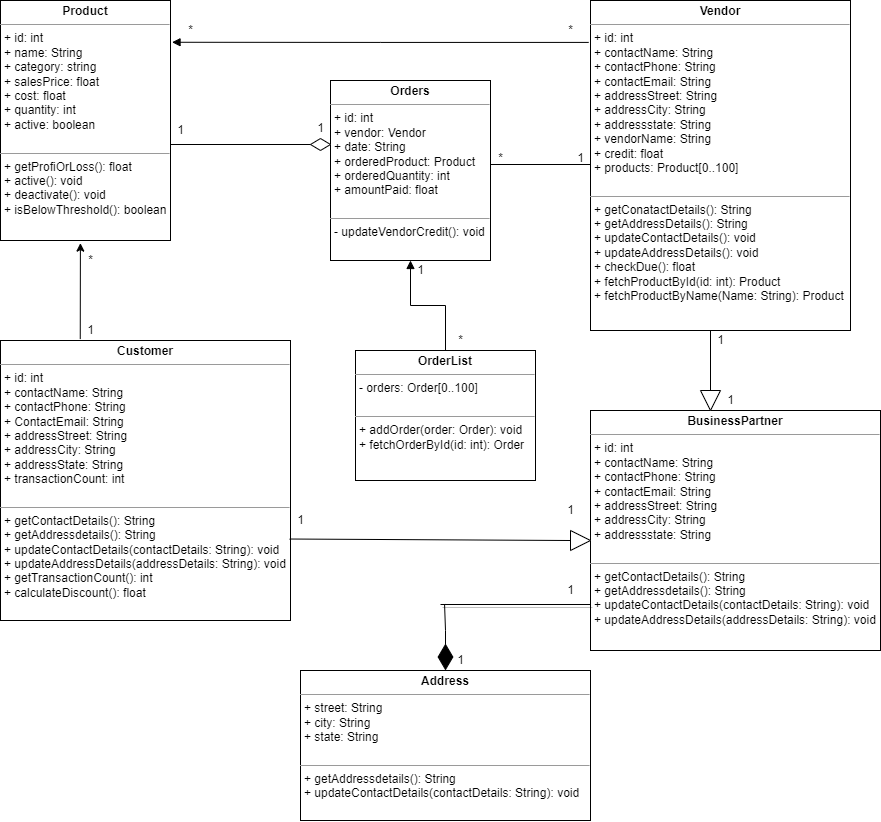 Product
+ id: int
+ name: String
+ category: string
+ salesPrice: float
+ cost: float
+ quantity: int
+ active: boolean
+ getProfiOrLoss(): float
+ active(): void
+ deactivate(): void
+ isBelowThreshold(): boolean
*
*
Vendor
+ id: int
+ contactName: String
+ contactPhone: String
+ contactEmail: String
+ addressStreet: String
+ addressCity: String
+ addressstate: String
+ vendorName: String
+ credit: float
+ products: Product[0..100]
+ getConatactDetails(): String
+ getAddressDetails(): String
+ updateContactDetails(): void
+ updateAddressDetails(): void
+ checkDue(): float
+ fetchProductById(id: int): Product
+ fetchProductByName(Name: String): Product
Orders
+ id: int
+ vendor: Vendor
+ date: String
+ orderedProduct: Product
+ orderedQuantity: int
+ amountPaid: float
- updateVendorCredit(): void
1
1
*
1
*
1
1
*
1
1
Customer
+ id: int
+ contactName: String
+ contactPhone: String
+ ContactEmail: String
+ addressStreet: String
+ addressCity: String
+ addressState: String
+ transactionCount: int
+ getContactDetails(): String
+ getAddressdetails(): String
+ updateContactDetails(contactDetails: String): void
+ updateAddressDetails(addressDetails: String): void
+ getTransactionCount(): int
+ calculateDiscount(): float
OrderList
- orders: Order[0..100]
+ addOrder(order: Order): void
+ fetchOrderById(id: int): Order
BusinessPartner
+ id: int
+ contactName: String
+ contactPhone: String
+ contactEmail: String
+ addressStreet: String
+ addressCity: String
+ addressstate: String
+ getContactDetails(): String
+ getAddressdetails(): String
+ updateContactDetails(contactDetails: String): void
+ updateAddressDetails(addressDetails: String): void
1
1
1
1
Address
+ street: String
+ city: String
+ state: String
+ getAddressdetails(): String
+ updateContactDetails(contactDetails: String): void